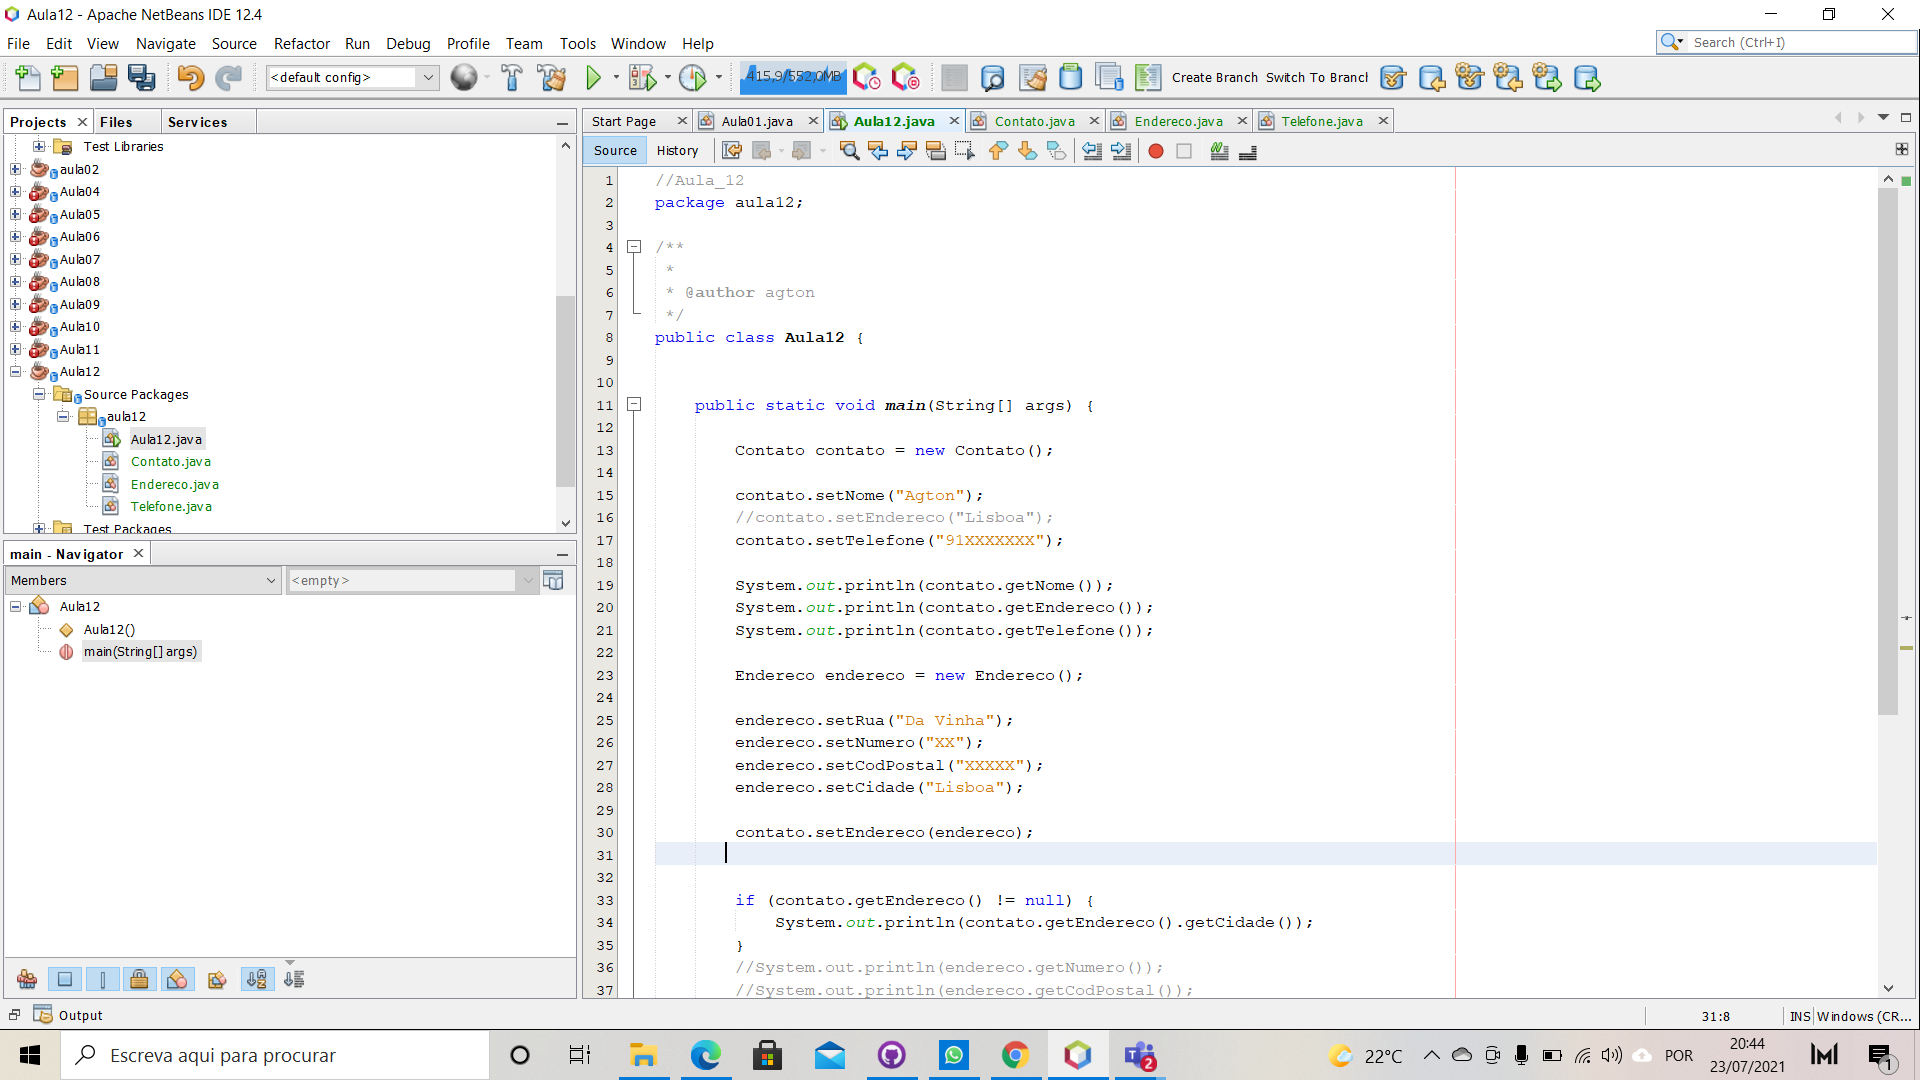 Aula12 - Apache NetBeans IDE 12.4
File Edit View Navigate Source Refactor Run Debug Profile Team Tools Window Help
Search (Ctrl+I)
<default config>
415,9/552,0MB
Create Branch Switch To Branch
Projects Files Services
Test Libraries
aula02
Aula04
Aula05
Aula06
Aula07
Aula08
Aula09
Aula10
Aula11
Aula12
Source Packages
aula12
Aula12.java
Contato.java
Endereco.java
Telefone.java
Test Packages
main - Navigator
Members
<empty>
Aula12
Aula12()
main(String[] args)
Start Page Aula01.java Aula12.java Contato.java Endereco.java Telefone.java
Source History
1 //Aula_12
2 package aula12;
3
4 /**
5 *
6 * @author agton
7 */
8 public class Aula12 {
9
10
11 public static void main(String[] args) {
12
13 Contato contato = new Contato();
14
15 contato.setNome("Agton");
16 //contato.setEndereco("Lisboa");
17 contato.setTelefone("91XXXXXXX");
18
19 System.out.println(contato.getNome());
20 System.out.println(contato.getEndereco());
21 System.out.println(contato.getTelefone());
22
23 Endereco endereco = new Endereco();
24
25 endereco.setRua("Da Vinha");
26 endereco.setNumero("XX");
27 endereco.setCodPostal("XXXXX");
28 endereco.setCidade("Lisboa");
29
30 contato.setEndereco(endereco);
31
32
33 if (contato.getEndereco() != null) {
34 System.out.println(contato.getEndereco().getCidade());
35 }
36 //System.out.println(endereco.getNumero());
37 //System.out.println(endereco.getCodPostal());
Output
31:8 INS Windows (CR...
Escreva aqui para procurar
2
22°C
POR
20:44
23/07/2021
1